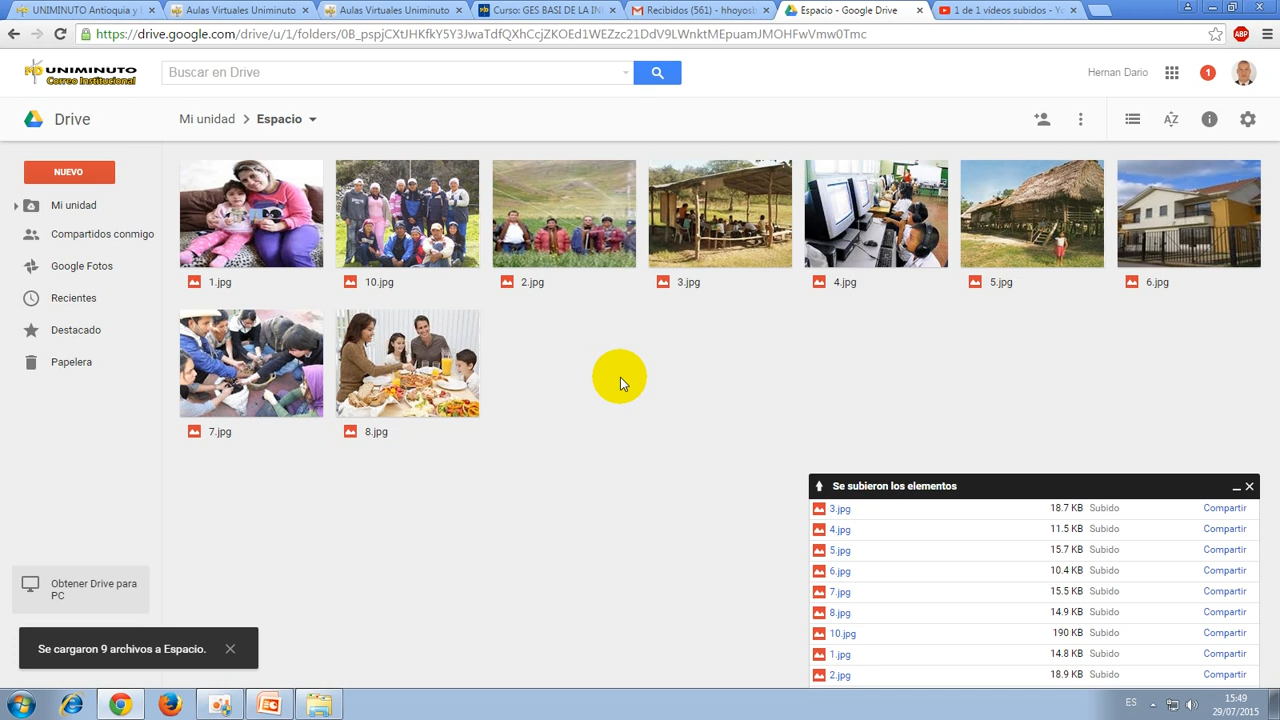 UNIMINUTO Antioquia y
Aulas Virtuales Uniminuto
Aulas Virtuales Uniminuto
Curso: GES BASI DE LA IN
Recibidos (561) - hhoyosb
Espacio - Google Drive
1 de 1 vídeos subidos - Yo
https://drive.google.com/drive/u/1/folders/0B_pspjCXtJHKfkY5Y3JwaTdfQXhCcjZKOEd1WEZzc21DdV9LWnktMEpuamJMOHFwVmw0Tmc
ABP
UNIMINUTO
Correo Institucional
Buscar en Drive
Hernan Dario
1
Drive
Mi unidad > Espacio
AZ
NUEVO
Mi unidad
Compartidos conmigo
Google Fotos
Recientes
Destacado
Papelera
1.jpg
10.jpg
2.jpg
3.jpg
4.jpg
5.jpg
6.jpg
7.jpg
8.jpg
Obtener Drive para
PC
Se cargaron 9 archivos a Espacio.
Se subieron los elementos
3.jpg 18.7 KB Subido Compartir
4.jpg 11.5 KB Subido Compartir
5.jpg 15.7 KB Subido Compartir
6.jpg 10.4 KB Subido Compartir
7.jpg 15.5 KB Subido Compartir
8.jpg 14.9 KB Subido Compartir
10.jpg 190 KB Subido Compartir
1.jpg 14.8 KB Subido Compartir
2.jpg 18.9 KB Subido Compartir
ES
15:49
29/07/2015